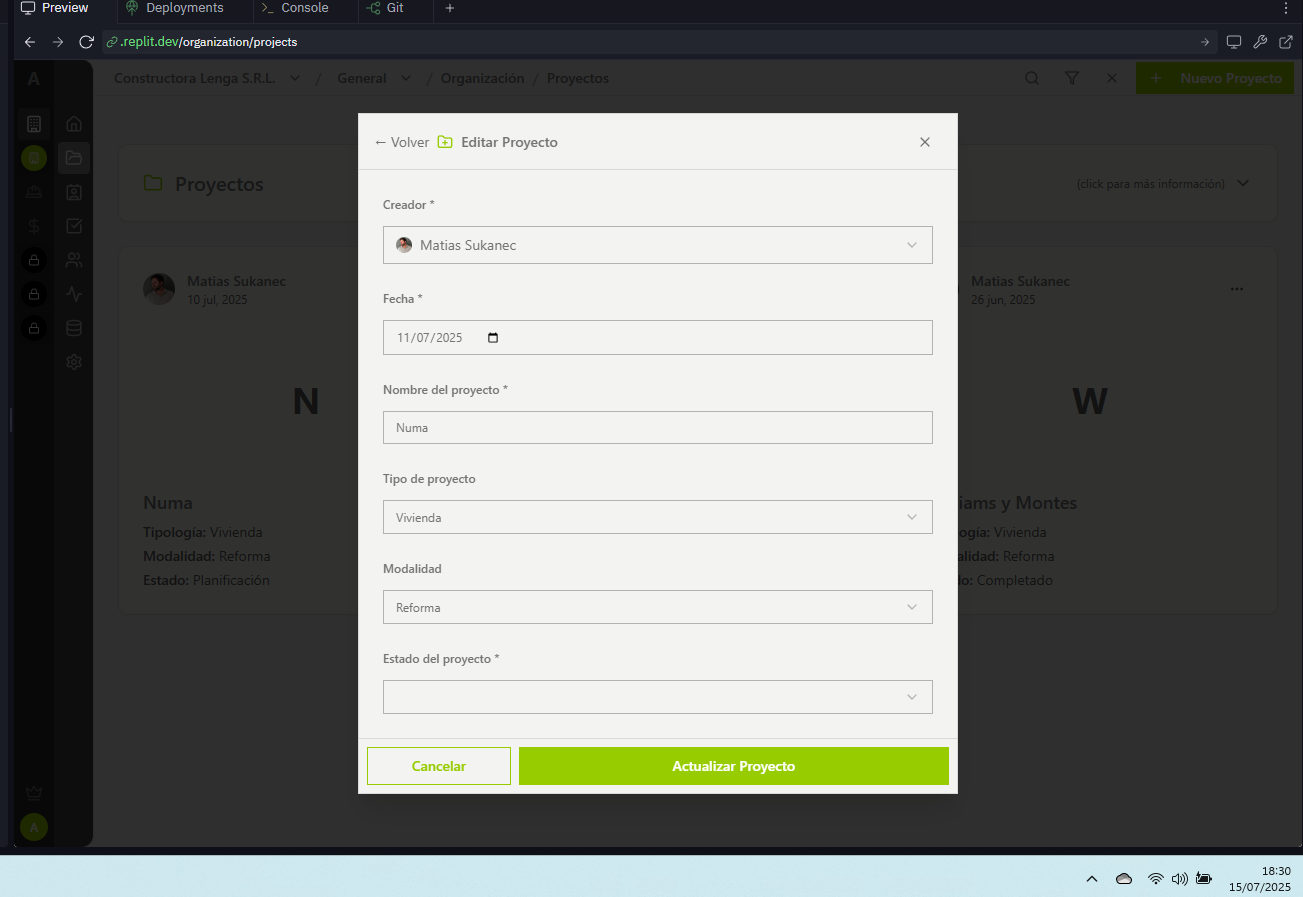 Preview Deployments Console Git
.replit.dev/organization/projects
A Constructora Lenga S.R.L. / General / Organización / Proyectos Nuevo Proyecto
← Volver Editar Proyecto
Proyectos (click para más información)
Creador *
Matias Sukanec
Matias Sukanec
10 jul, 2025
Matias Sukanec
26 jun, 2025
Fecha *
11/07/2025
Nombre del proyecto *
N
W
Numa
Tipo de proyecto
Numa
iams y Montes
Vivienda
Tipología: Vivienda
ogía: Vivienda
Modalidad: Reforma
alidad: Reforma
Modalidad
Estado: Planificación
do: Completado
Reforma
Estado del proyecto *
Cancelar Actualizar Proyecto
A
18:30
15/07/2025